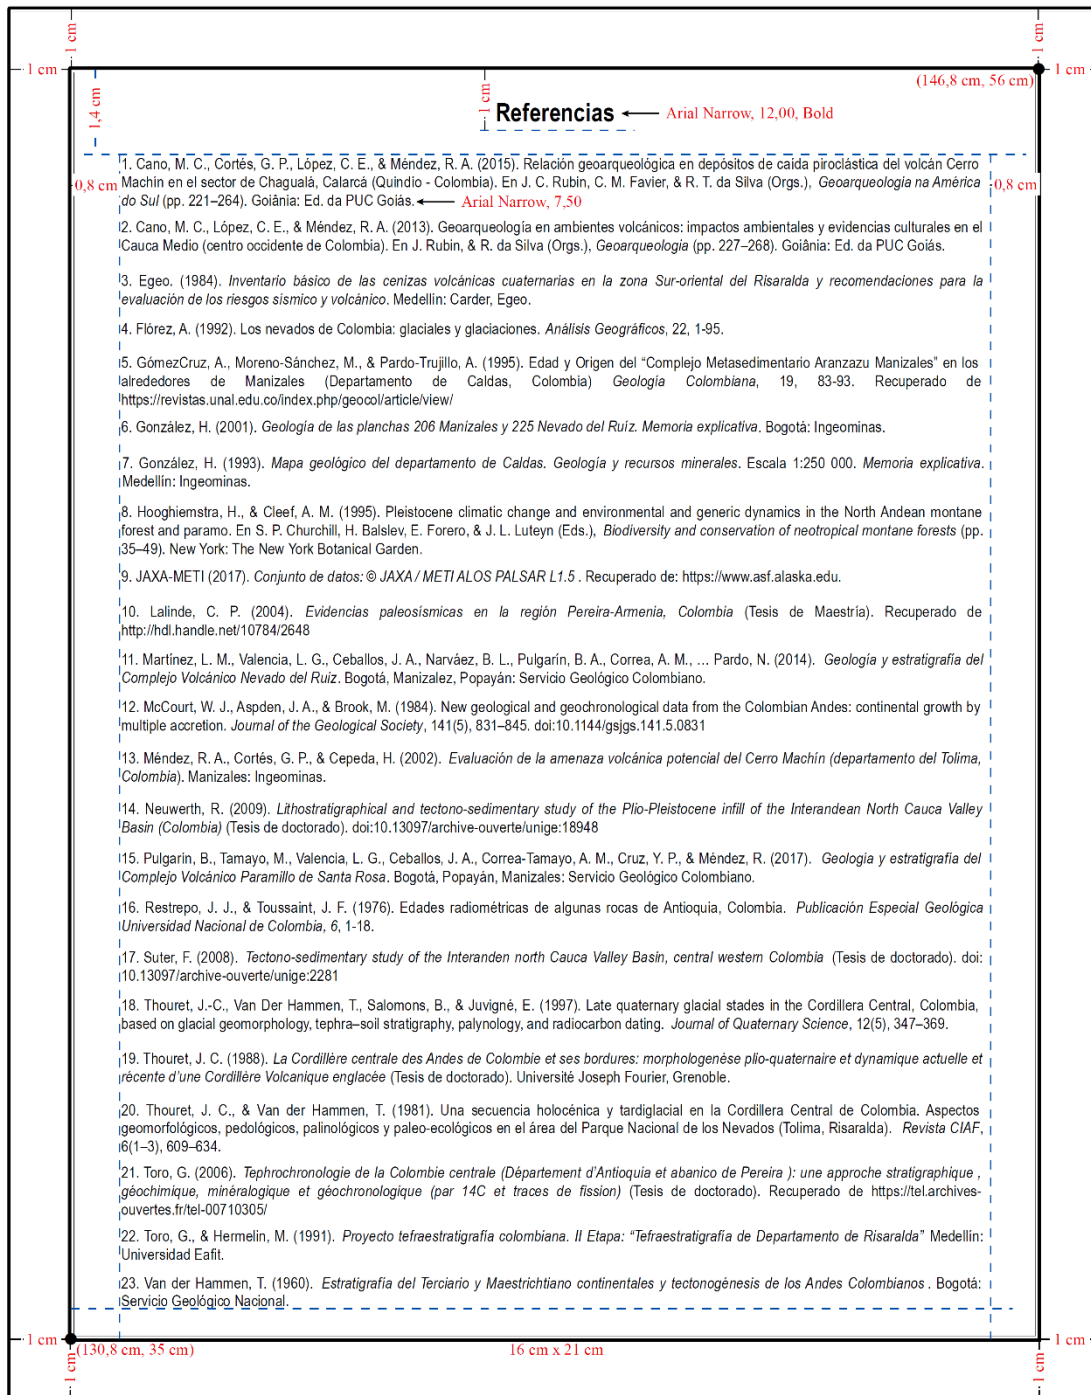 1 cm
1 cm
1 cm
1 cm
(146,8 cm, 56 cm)
1,4 cm
1 cm
Referencias
Arial Narrow, 12,00, Bold
0,8 cm
0,8 cm
1. Cano, M. C., Cortés, G. P., López, C. E., & Méndez, R. A. (2015). Relación geoarqueológica en depósitos de caída piroclástica del volcán Cerro
Machín en el sector de Chagualá, Calarcá (Quindío - Colombia). En J. C. Rubin, C. M. Favier, & R. T. da Silva (Orgs.), Geoarqueologia na América
do Sul (pp. 221–264). Goiânia: Ed. da PUC Goiás.
Arial Narrow, 7,50
2. Cano, M. C., López, C. E., & Méndez, R. A. (2013). Geoarqueología en ambientes volcánicos: impactos ambientales y evidencias culturales en el
Cauca Medio (centro occidente de Colombia). En J. Rubin, & R. da Silva (Orgs.), Geoarqueologia (pp. 227–268). Goiânia: Ed. da PUC Goiás.
3. Egeo. (1984). Inventario básico de las cenizas volcánicas cuaternarias en la zona Sur-oriental del Risaralda y recomendaciones para la
evaluación de los riesgos sísmico y volcánico. Medellín: Carder, Egeo.
4. Flórez, A. (1992). Los nevados de Colombia: glaciales y glaciaciones. Análisis Geográficos, 22, 1-95.
5. GómezCruz, A., Moreno-Sánchez, M., & Pardo-Trujillo, A. (1995). Edad y Origen del “Complejo Metasedimentario Aranzazu Manizales” en los
alrededores de Manizales (Departamento de Caldas, Colombia) Geología Colombiana, 19, 83-93. Recuperado de
https://revistas.unal.edu.co/index.php/geocol/article/view/
6. González, H. (2001). Geología de las planchas 206 Manizales y 225 Nevado del Ruíz. Memoria explicativa. Bogotá: Ingeominas.
7. González, H. (1993). Mapa geológico del departamento de Caldas. Geología y recursos minerales. Escala 1:250 000. Memoria explicativa.
Medellín: Ingeominas.
8. Hooghiemstra, H., & Cleef, A. M. (1995). Pleistocene climatic change and environmental and generic dynamics in the North Andean montane
forest and paramo. En S. P. Churchill, H. Balslev, E. Forero, & J. L. Luteyn (Eds.), Biodiversity and conservation of neotropical montane forests (pp.
35–49). New York: The New York Botanical Garden.
9. JAXA-METI (2017). Conjunto de datos: © JAXA / METI ALOS PALSAR L1.5 . Recuperado de: https://www.asf.alaska.edu.
10. Lalinde, C. P. (2004). Evidencias paleosísmicas en la región Pereira-Armenia, Colombia (Tesis de Maestría). Recuperado de
http://hdl.handle.net/10784/2648
11. Martínez, L. M., Valencia, L. G., Ceballos, J. A., Narváez, B. L., Pulgarín, B. A., Correa, A. M., ... Pardo, N. (2014). Geología y estratigrafía del
Complejo Volcánico Nevado del Ruiz. Bogotá, Manizalez, Popayán: Servicio Geológico Colombiano.
12. McCourt, W. J., Aspden, J. A., & Brook, M. (1984). New geological and geochronological data from the Colombian Andes: continental growth by
multiple accretion. Journal of the Geological Society, 141(5), 831–845. doi:10.1144/gsjgs.141.5.0831
13. Méndez, R. A., Cortés, G. P., & Cepeda, H. (2002). Evaluación de la amenaza volcánica potencial del Cerro Machín (departamento del Tolima,
Colombia). Manizales: Ingeominas.
14. Neuwerth, R. (2009). Lithostratigraphical and tectono-sedimentary study of the Plio-Pleistocene infill of the Interandean North Cauca Valley
Basin (Colombia) (Tesis de doctorado). doi:10.13097/archive-ouverte/unige:18948
15. Pulgarín, B., Tamayo, M., Valencia, L. G., Ceballos, J. A., Correa-Tamayo, A. M., Cruz, Y. P., & Méndez, R. (2017). Geología y estratigrafía del
Complejo Volcánico Paramillo de Santa Rosa. Bogotá, Popayán, Manizales: Servicio Geológico Colombiano.
16. Restrepo, J. J., & Toussaint, J. F. (1976). Edades radiométricas de algunas rocas de Antioquia, Colombia. Publicación Especial Geológica
Universidad Nacional de Colombia, 6, 1-18.
17. Suter, F. (2008). Tectono-sedimentary study of the Interanden north Cauca Valley Basin, central western Colombia (Tesis de doctorado). doi:
10.13097/archive-ouverte/unige:2281
18. Thouret, J.-C., Van Der Hammen, T., Salomons, B., & Juvigné, E. (1997). Late quaternary glacial stades in the Cordillera Central, Colombia,
based on glacial geomorphology, tephra–soil stratigraphy, palynology, and radiocarbon dating. Journal of Quaternary Science, 12(5), 347–369.
19. Thouret, J. C. (1988). La Cordillère centrale des Andes de Colombie et ses bordures: morphologenèse plio-quaternaire et dynamique actuelle et
récente d’une Cordillère Volcanique englacée (Tesis de doctorado). Université Joseph Fourier, Grenoble.
20. Thouret, J. C., & Van der Hammen, T. (1981). Una secuencia holocénica y tardiglacial en la Cordillera Central de Colombia. Aspectos
geomorfológicos, pedológicos, palinológicos y paleo-ecológicos en el área del Parque Nacional de los Nevados (Tolima, Risaralda). Revista CIAF,
6(1–3), 609–634.
21. Toro, G. (2006). Tephrochronologie de la Colombie centrale (Département d’Antioquia et abanico de Pereira ): une approche stratigraphique ,
géochimique, minéralogique et géochronologique (par 14C et traces de fission) (Tesis de doctorado). Recuperado de https://tel.archives-
ouvertes.fr/tel-00710305/
22. Toro, G., & Hermelin, M. (1991). Proyecto tefraestratigrafía colombiana. II Etapa: “Tefraestratigrafía de Departamento de Risaralda” Medellín:
Universidad Eafit.
23. Van der Hammen, T. (1960). Estratigrafía del Terciario y Maestrichtiano continentales y tectonogénesis de los Andes Colombianos . Bogotá:
Servicio Geológico Nacional.
1 cm
(130,8 cm, 35 cm)
16 cm x 21 cm
1 cm
1 cm
1 cm